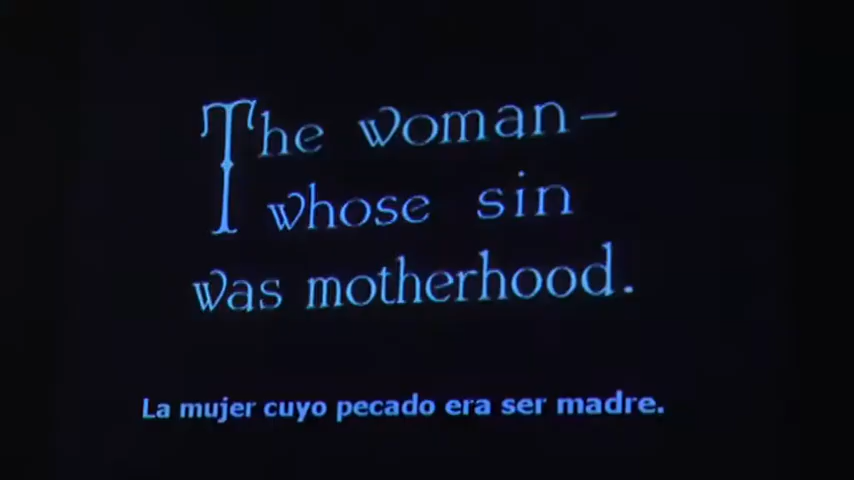 The woman—
whose sin
was motherhood.
La mujer cuyo pecado era ser madre.